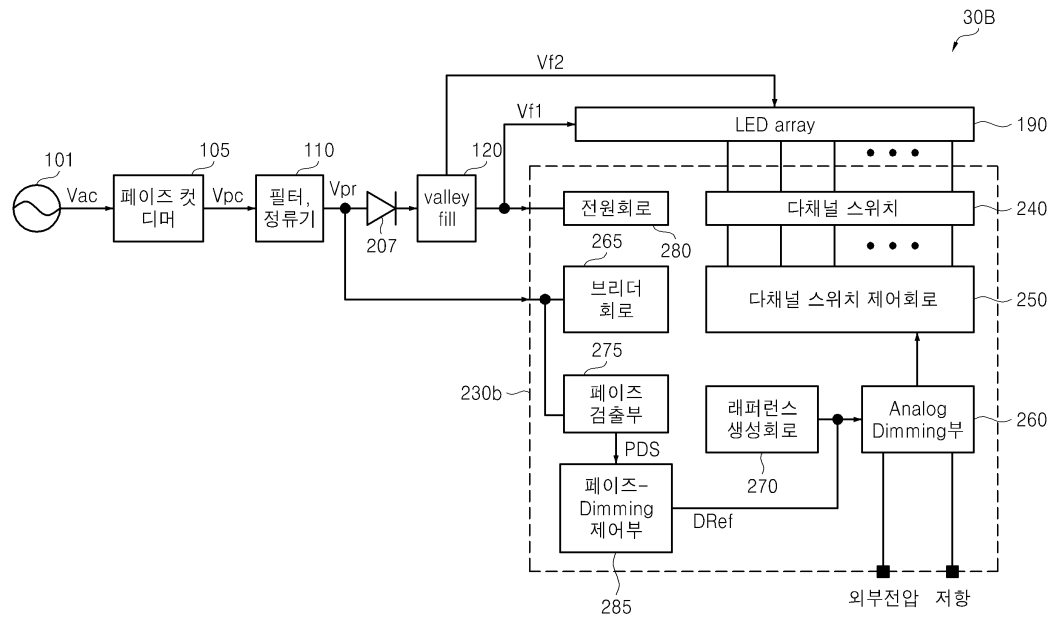 30B
Vf2
Vf1
LED array
190
101
Vac
105
페이즈 컷
디머
Vpc
110
필터,
정류기
Vpr
207
120
valley
fill
전원회로
280
다채널 스위치
240
265
브리더
회로
다채널 스위치 제어회로
250
230b
275
페이즈
검출부
래퍼런스
생성회로
270
Analog
Dimming부
260
PDS
페이즈-
Dimming
제어부
DRef
285
외부전압
저항